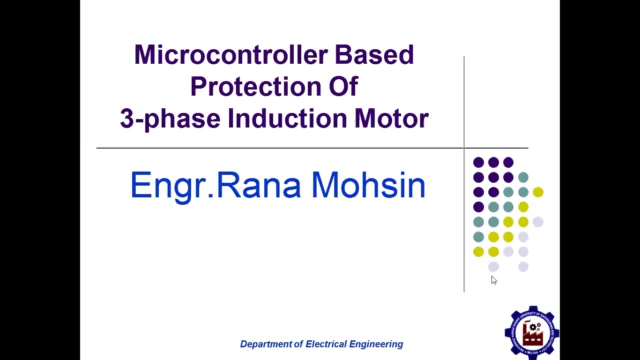 Microcontroller Based
Protection Of
3-phase Induction Motor
Engr.Rana Mohsin
Department of Electrical Engineering